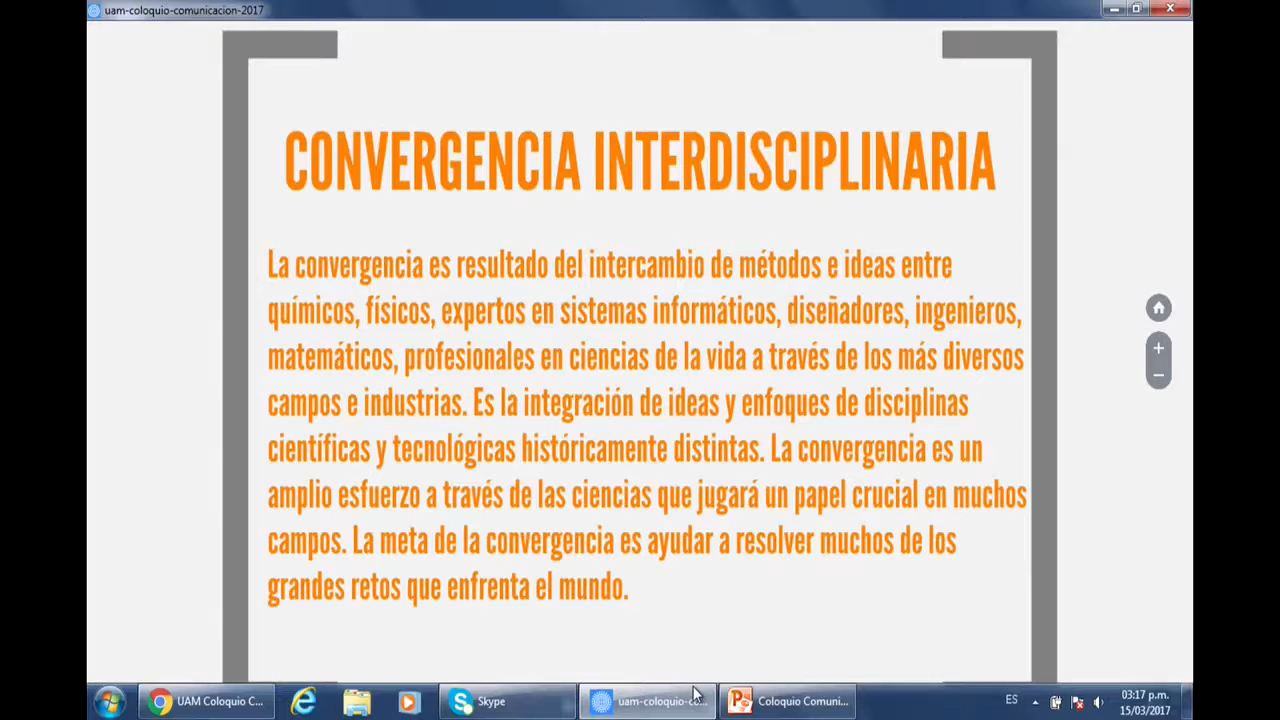 uam-coloquio-comunicacion-2017
CONVERGENCIA INTERDISCIPLINARIA
La convergencia es resultado del intercambio de métodos e ideas entre
químicos, físicos, expertos en sistemas informáticos, diseñadores, ingenieros,
matemáticos, profesionales en ciencias de la vida a través de los más diversos
campos e industrias. Es la integración de ideas y enfoques de disciplinas
científicas y tecnológicas históricamente distintas. La convergencia es un
amplio esfuerzo a través de las ciencias que jugará un papel crucial en muchos
campos. La meta de la convergencia es ayudar a resolver muchos de los
grandes retos que enfrenta el mundo.
UAM Coloquio C...
Skype
uam-coloquio-co...
Coloquio Comuni...
ES
03:17 p.m.
15/03/2017